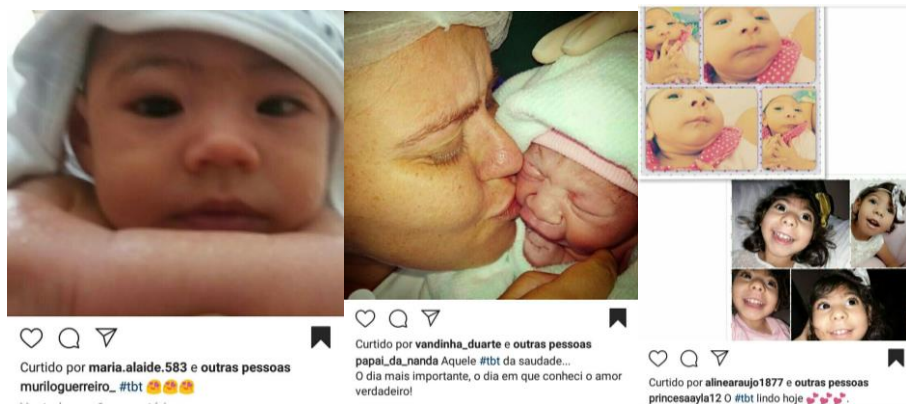 Curtido por maria.alaide.583 e outras pessoas
muriloguerreiro_ #tbt 😍😍😍
Curtido por vandinha_duarte e outras pessoas
papai_da_nanda Aquele #tbt da saudade...
O dia mais importante, o dia em que conheci o amor
verdadeiro!
Curtido por alinearaujo1877 e outras pessoas
princesaayla12 O #tbt lindo hoje 💕💕💕.